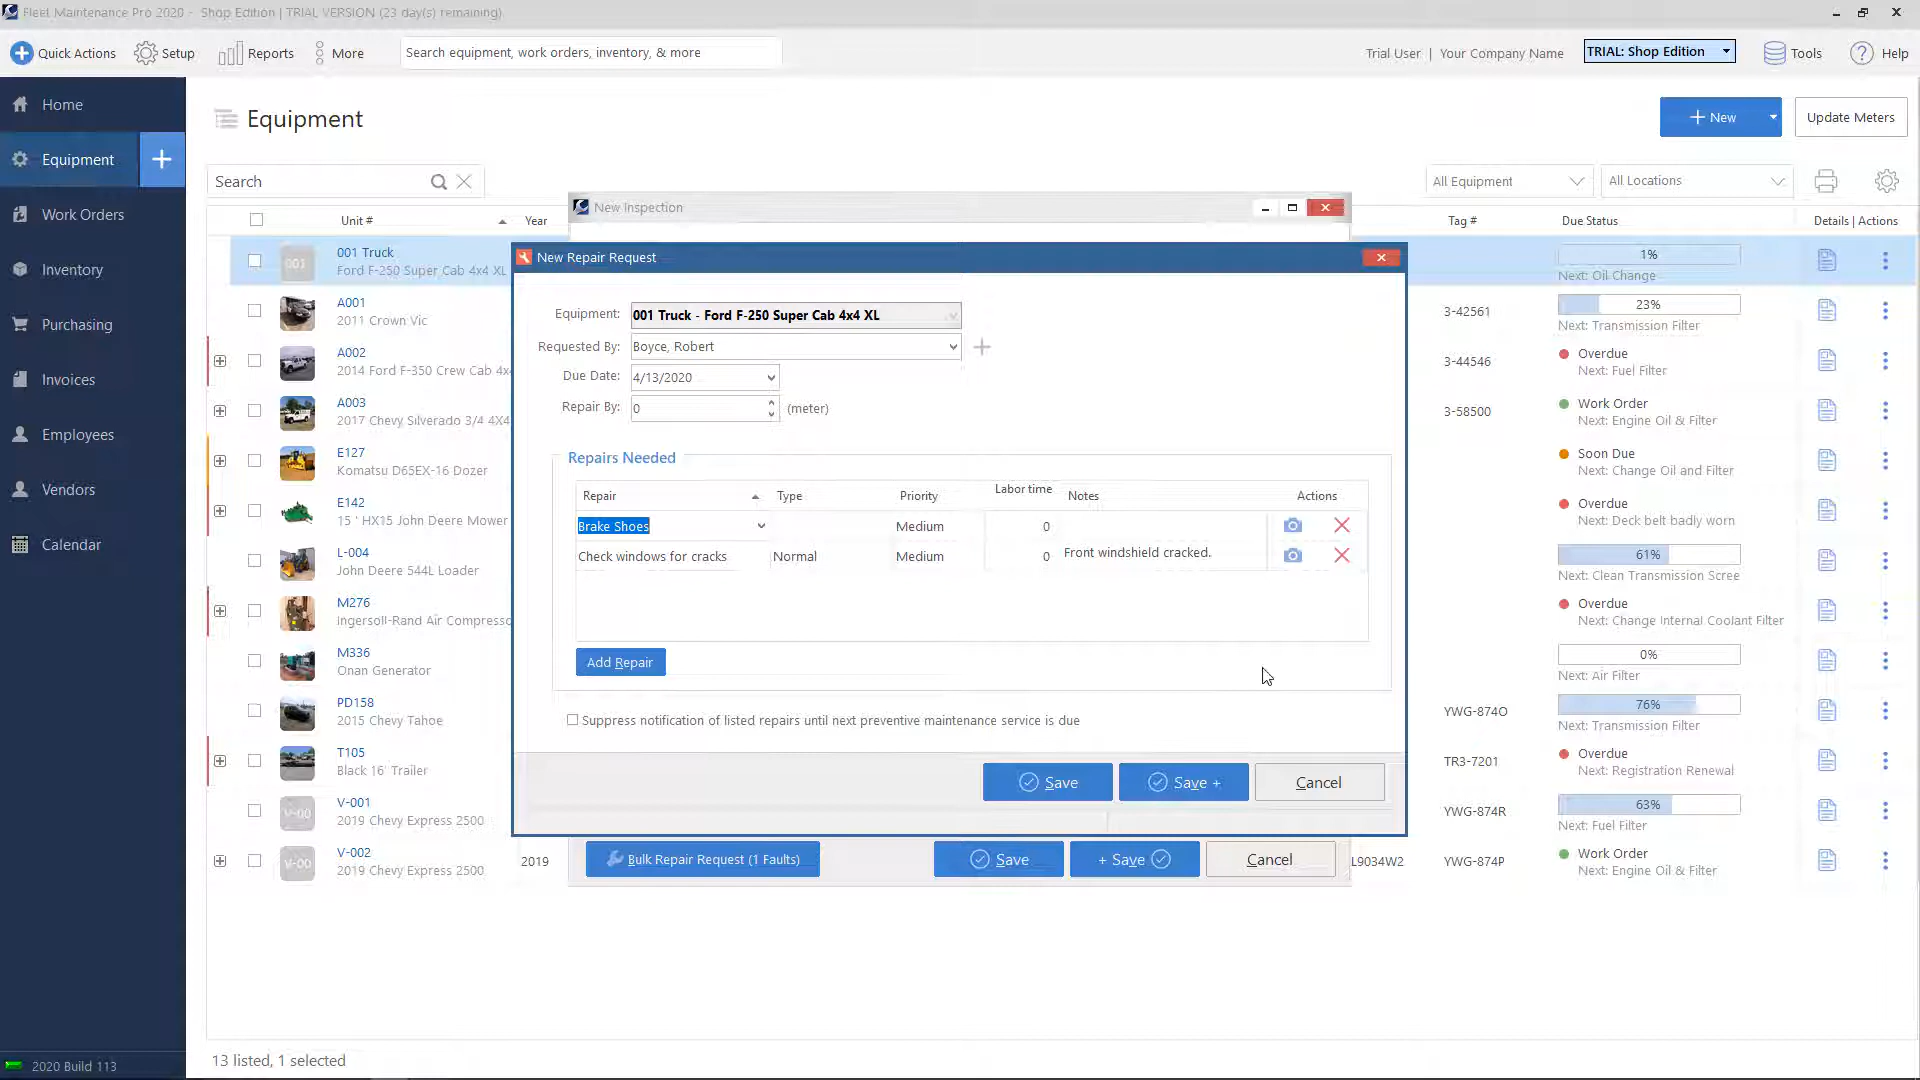 Fleet Maintenance Pro 2020 - Shop Edition | TRIAL VERSION (23 day(s) remaining)
Quick Actions
Setup
Reports
More
Search equipment, work orders, inventory, & more
Trial User | Your Company Name
TRIAL: Shop Edition
Tools
Help
Home
Equipment
Work Orders
Inventory
Purchasing
Invoices
Employees
Vendors
Calendar
2020 Build 113
Equipment
New
Update Meters
Search
All Equipment
All Locations
Unit #
Year
Tag #
Due Status
Details | Actions
001
001 Truck
Ford F-250 Super Cab 4x4 XL
1%
Next: Oil Change
A001
2011 Crown Vic
3-42561
23%
Next: Transmission Filter
A002
2014 Ford F-350 Crew Cab 4x
3-44546
Overdue
Next: Fuel Filter
A003
2017 Chevy Silverado 3/4 4X4
3-58500
Work Order
Next: Engine Oil & Filter
E127
Komatsu D65EX-16 Dozer
Soon Due
Next: Change Oil and Filter
E142
15 ' HX15 John Deere Mower
Overdue
Next: Deck belt badly worn
L-004
John Deere 544L Loader
61%
Next: Clean Transmission Scree
M276
Ingersoll-Rand Air Compresso
Overdue
Next: Change Internal Coolant Filter
M336
Onan Generator
0%
Next: Air Filter
PD158
2015 Chevy Tahoe
YWG-874O
76%
Next: Transmission Filter
T105
Black 16' Trailer
TR3-7201
Overdue
Next: Registration Renewal
V-00
V-001
2019 Chevy Express 2500
YWG-874R
63%
Next: Fuel Filter
V-00
V-002
2019 Chevy Express 2500
2019
L9034W2
YWG-874P
Work Order
Next: Engine Oil & Filter
13 listed, 1 selected
New Inspection
New Repair Request
Equipment:
001 Truck - Ford F-250 Super Cab 4x4 XL
Requested By:
Boyce, Robert
Due Date:
4/13/2020
Repair By:
0
(meter)
Repairs Needed
Repair
Type
Priority
Labor time
Notes
Actions
Brake Shoes
Medium
0
Check windows for cracks
Normal
Medium
0
Front windshield cracked.
Add Repair
Suppress notification of listed repairs until next preventive maintenance service is due
Save
Save +
Cancel
Bulk Repair Request (1 Faults)
Save
+ Save
Cancel